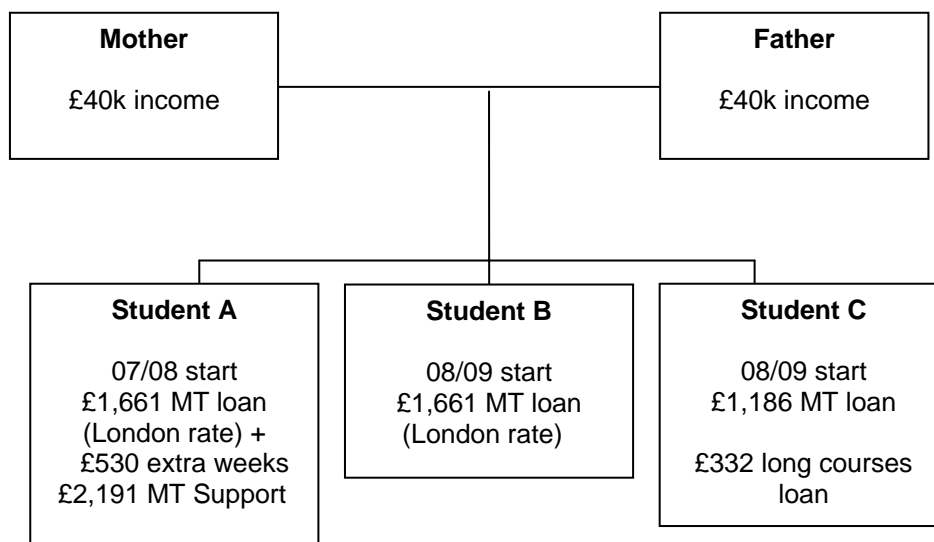 Mother
£40k income
Father
£40k income
Student A
07/08 start
£1,661 MT loan
(London rate) +
£530 extra weeks
£2,191 MT Support
Student B
08/09 start
£1,661 MT loan
(London rate)
Student C
08/09 start
£1,186 MT loan
£332 long courses
loan